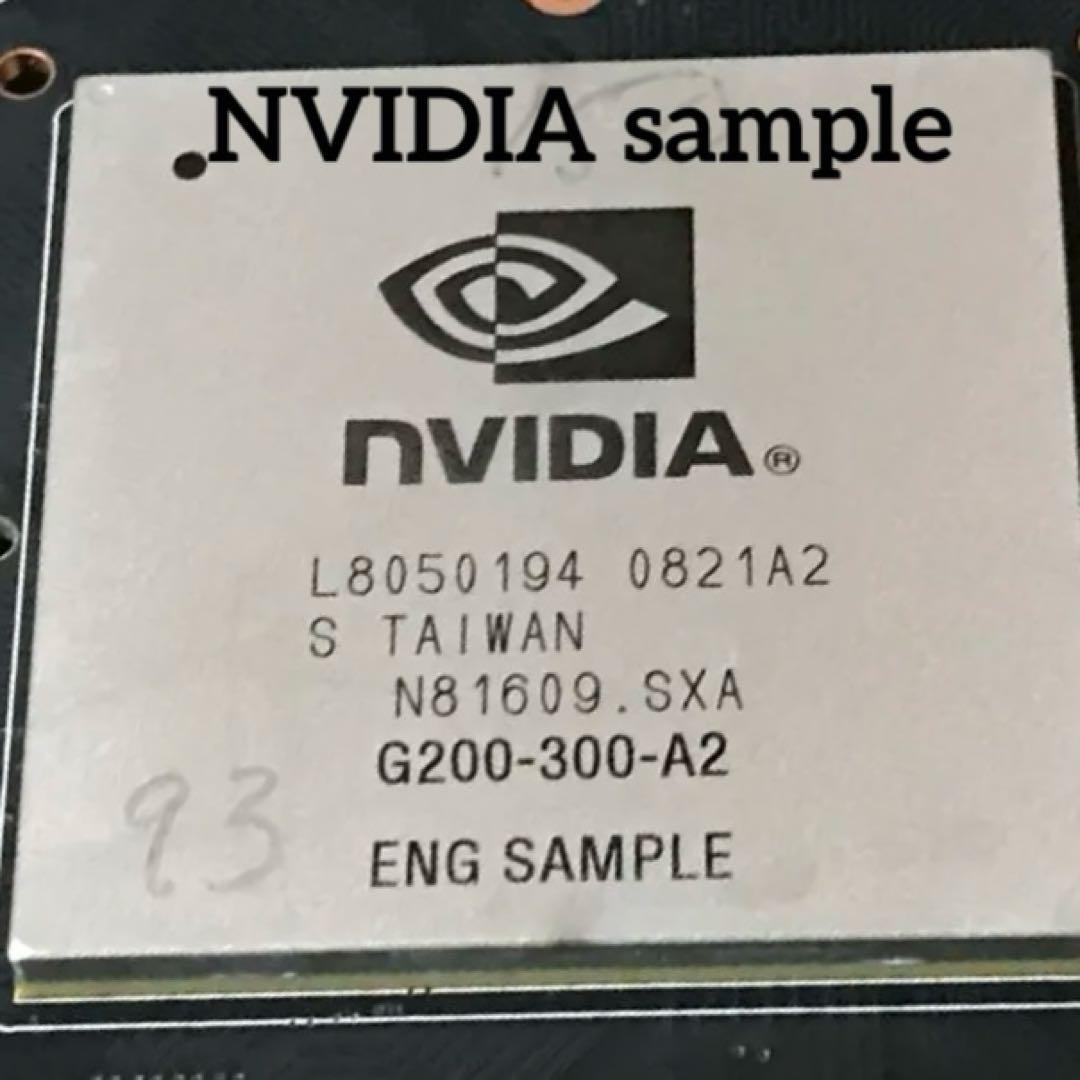 NVIDIA sample
NVIDIA®
L8050194 0821A2
S TAIWAN
N81609.SXA
G200-300-A2
93
ENG SAMPLE